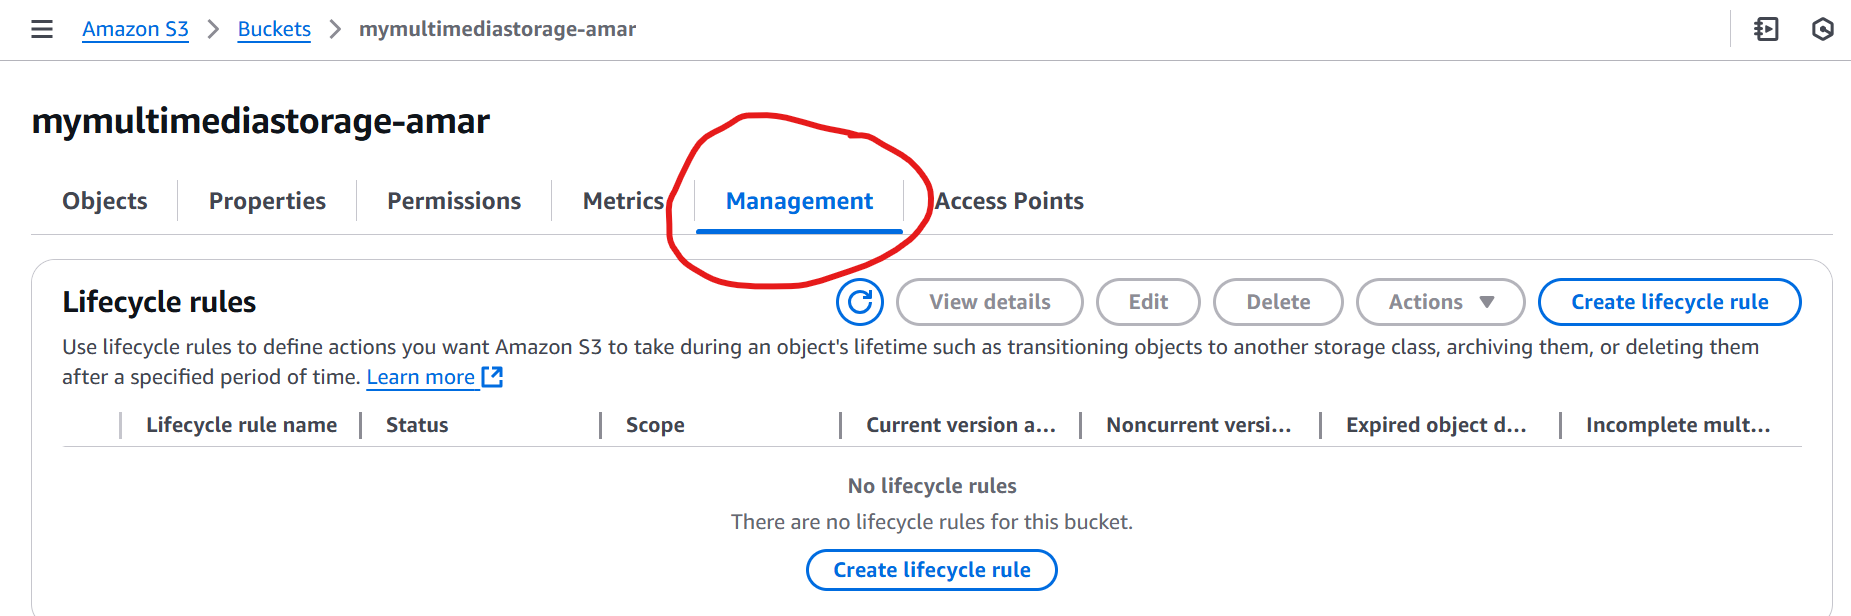 Amazon S3 > Buckets > mymultimediastorage-amar
mymultimediastorage-amar
Objects Properties Permissions Metrics Management Access Points
Lifecycle rules View details Edit Delete Actions Create lifecycle rule
Use lifecycle rules to define actions you want Amazon S3 to take during an object's lifetime such as transitioning objects to another storage class, archiving them, or deleting them
after a specified period of time. Learn more
Lifecycle rule name Status Scope Current version a... Noncurrent versi... Expired object d... Incomplete mult...
No lifecycle rules
There are no lifecycle rules for this bucket.
Create lifecycle rule